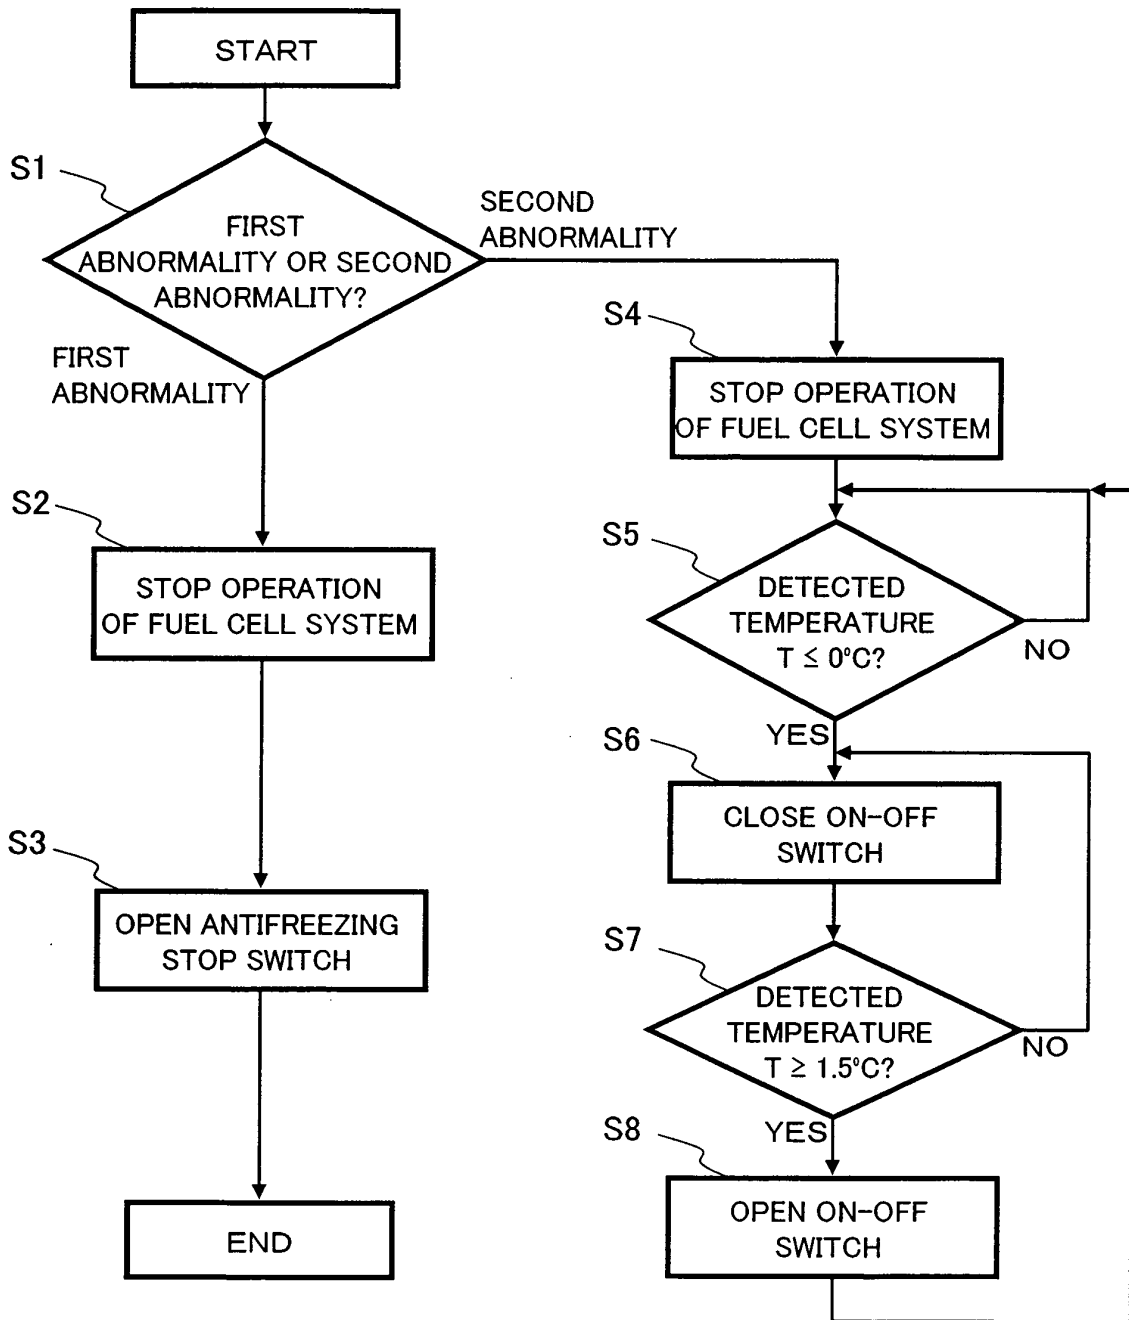 START
S1
FIRST
ABNORMALITY OR SECOND
ABNORMALITY?
SECOND
ABNORMALITY
FIRST
ABNORMALITY
S2
STOP OPERATION
OF FUEL CELL SYSTEM
S3
OPEN ANTIFREEZING
STOP SWITCH
END
S4
STOP OPERATION
OF FUEL CELL SYSTEM
S5
DETECTED
TEMPERATURE
T ≤ 0°C?
NO
YES
S6
CLOSE ON-OFF
SWITCH
S7
DETECTED
TEMPERATURE
T ≥ 1.5°C?
NO
YES
S8
OPEN ON-OFF
SWITCH